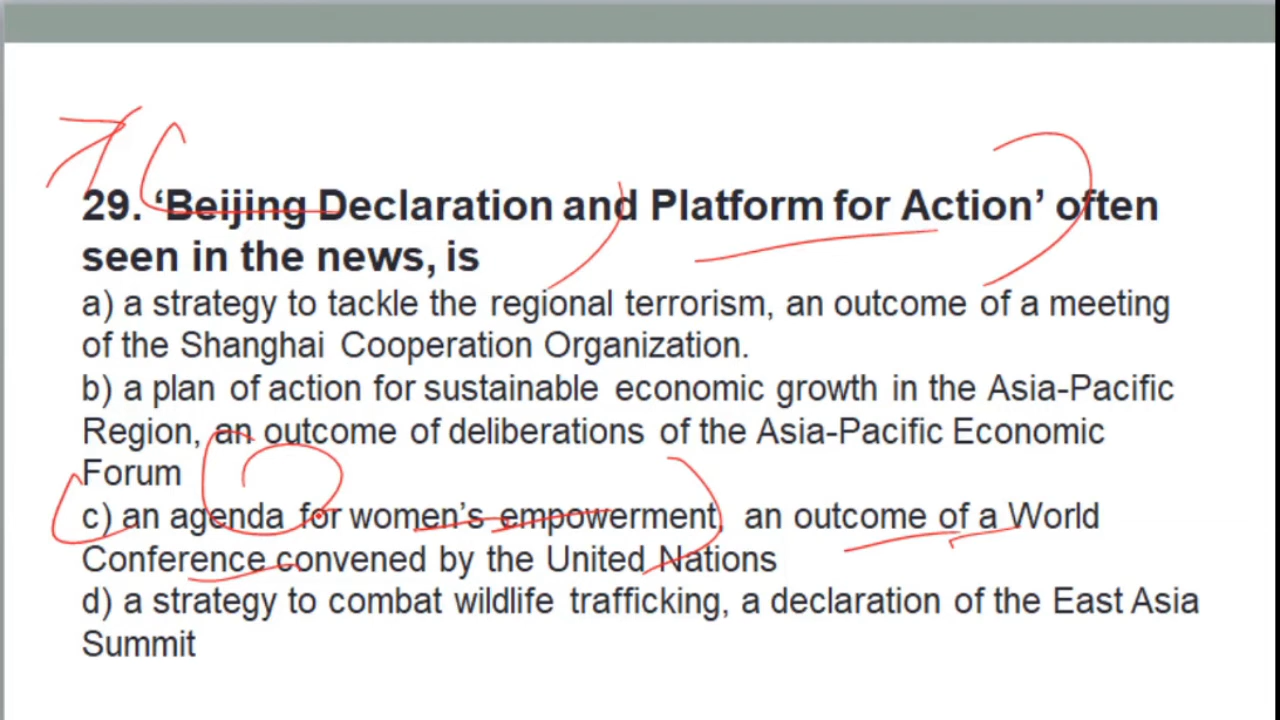 29. ‘Beijing Declaration and Platform for Action’ often
seen in the news, is
a) a strategy to tackle the regional terrorism, an outcome of a meeting
of the Shanghai Cooperation Organization.
b) a plan of action for sustainable economic growth in the Asia-Pacific
Region, an outcome of deliberations of the Asia-Pacific Economic
Forum
c) an agenda for women’s empowerment, an outcome of a World
Conference convened by the United Nations
d) a strategy to combat wildlife trafficking, a declaration of the East Asia
Summit